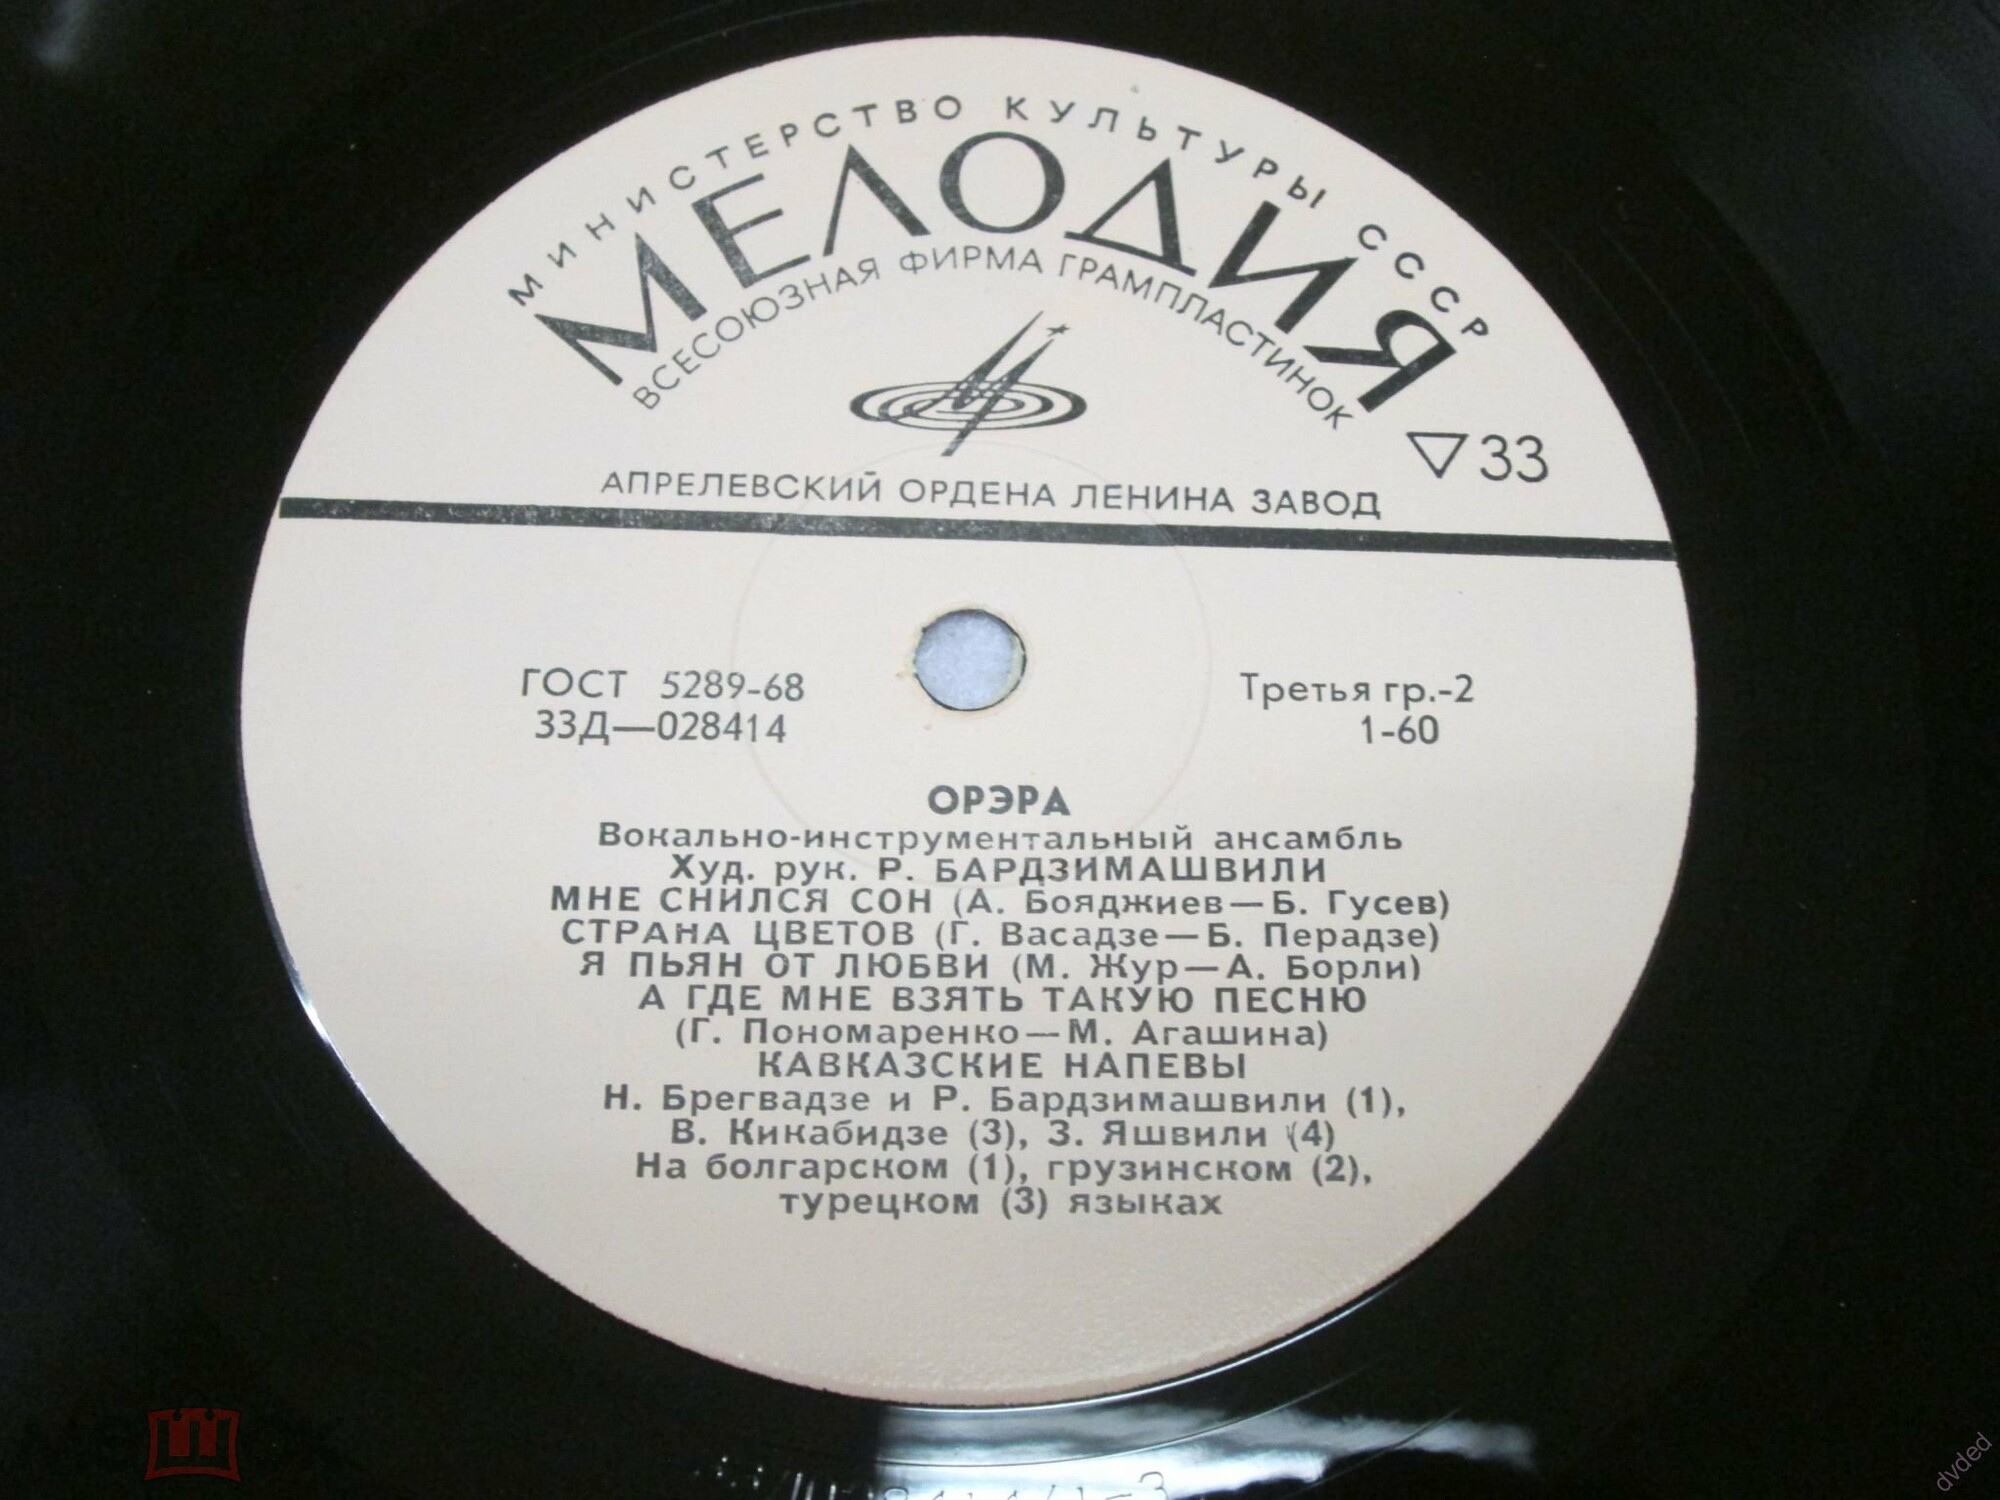 МИНИСТЕРСТВО КУЛЬТУРЫ СССР
МЕЛОДИЯ
ВСЕСОЮЗНАЯ ФИРМА ГРАМПЛАСТИНОК
▽33
АПРЕЛЕВСКИЙ ОРДЕНА ЛЕНИНА ЗАВОД
ГОСТ 5289-68
Третья гр.-2
33Д—028414
1-60
ОРЭРА
Вокально-инструментальный ансамбль
Худ. рук. Р. БАРДЗИМАШВИЛИ
МНЕ СНИЛСЯ СОН (А. Бояджиев—Б. Гусев)
СТРАНА ЦВЕТОВ (Г. Васадзе—Б. Перадзе)
Я ПЬЯН ОТ ЛЮБВИ (М. Жур—А. Борли)
А ГДЕ МНЕ ВЗЯТЬ ТАКУЮ ПЕСНЮ
(Г. Пономаренко—М. Агашина)
КАВКАЗСКИЕ НАПЕВЫ
Н. Брегвадзе и Р. Бардзимашвили (1),
В. Кикабидзе (3), З. Яшвили (4)
На болгарском (1), грузинском (2),
турецком (3) языках
dvded